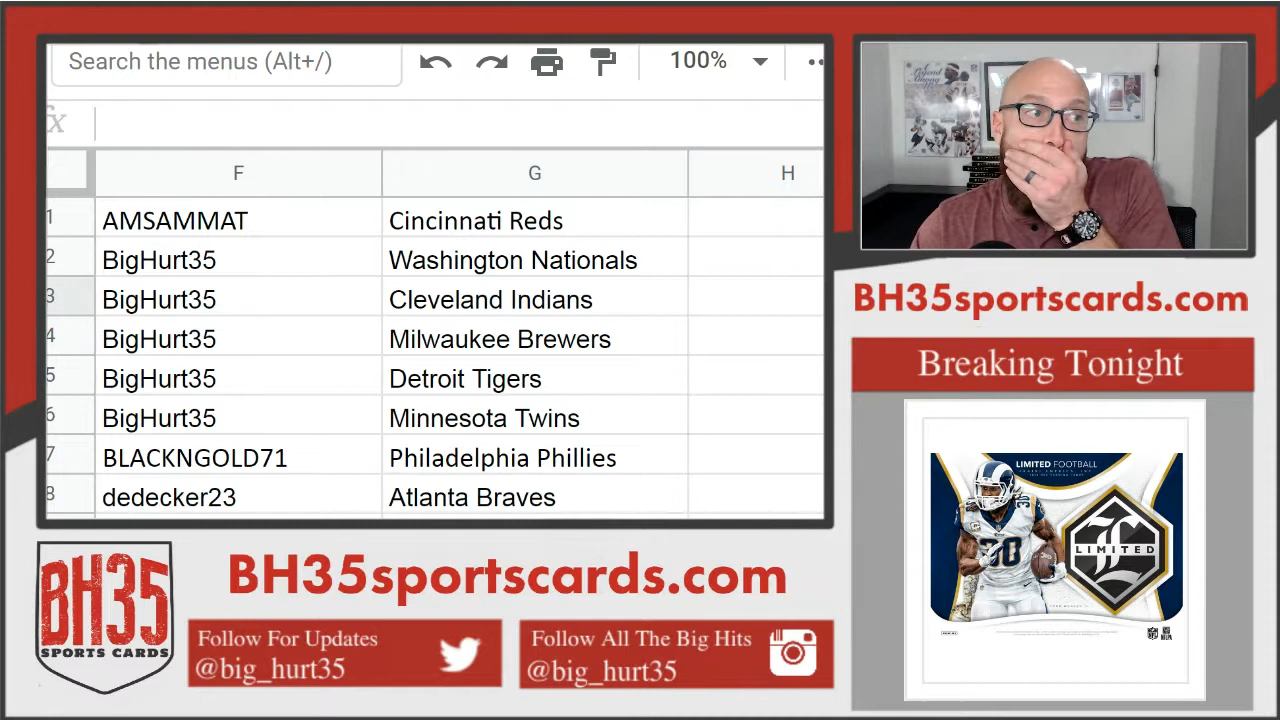 Search the menus (Alt+/)
100%
fx
F
G
H
1
AMSAMMAT
Cincinnati Reds
2
BigHurt35
Washington Nationals
3
BigHurt35
Cleveland Indians
4
BigHurt35
Milwaukee Brewers
5
BigHurt35
Detroit Tigers
6
BigHurt35
Minnesota Twins
7
BLACKNGOLD71
Philadelphia Phillies
8
dedecker23
Atlanta Braves
BH35sportscards.com
Breaking Tonight
LIMITED FOOTBALL
30
30
L
LIMITED
BH35
SPORTS CARDS
BH35sportscards.com
Follow For Updates
@big_hurt35
Follow All The Big Hits
@big_hurt35